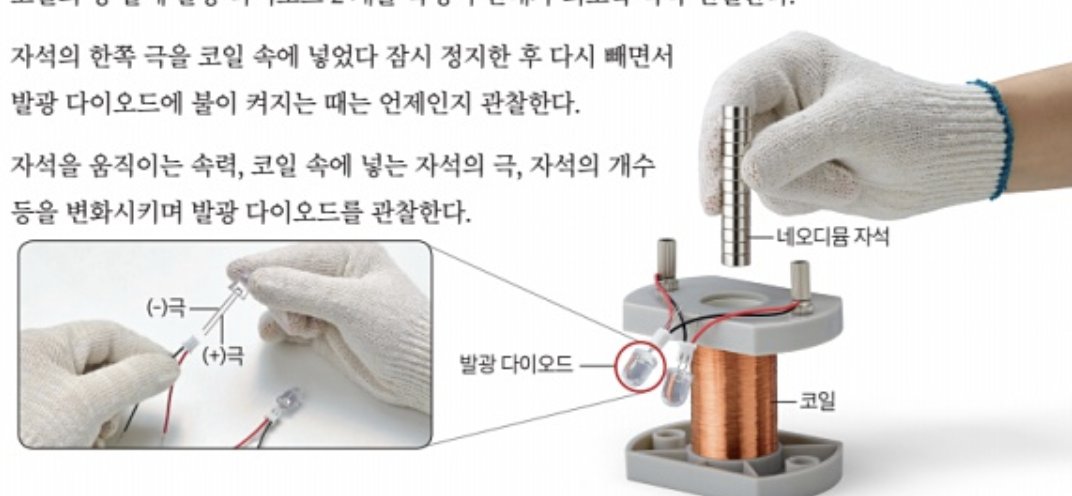 자석의 한쪽 극을 코일 속에 넣었다 잠시 정지한 후 다시 빼면서
발광 다이오드에 불이 켜지는 때는 언제인지 관찰한다.
자석을 움직이는 속력, 코일 속에 넣는 자석의 극, 자석의 개수
등을 변화시키며 발광 다이오드를 관찰한다.
네오디뮴 자석
(-)극
(+)극
발광 다이오드
코일